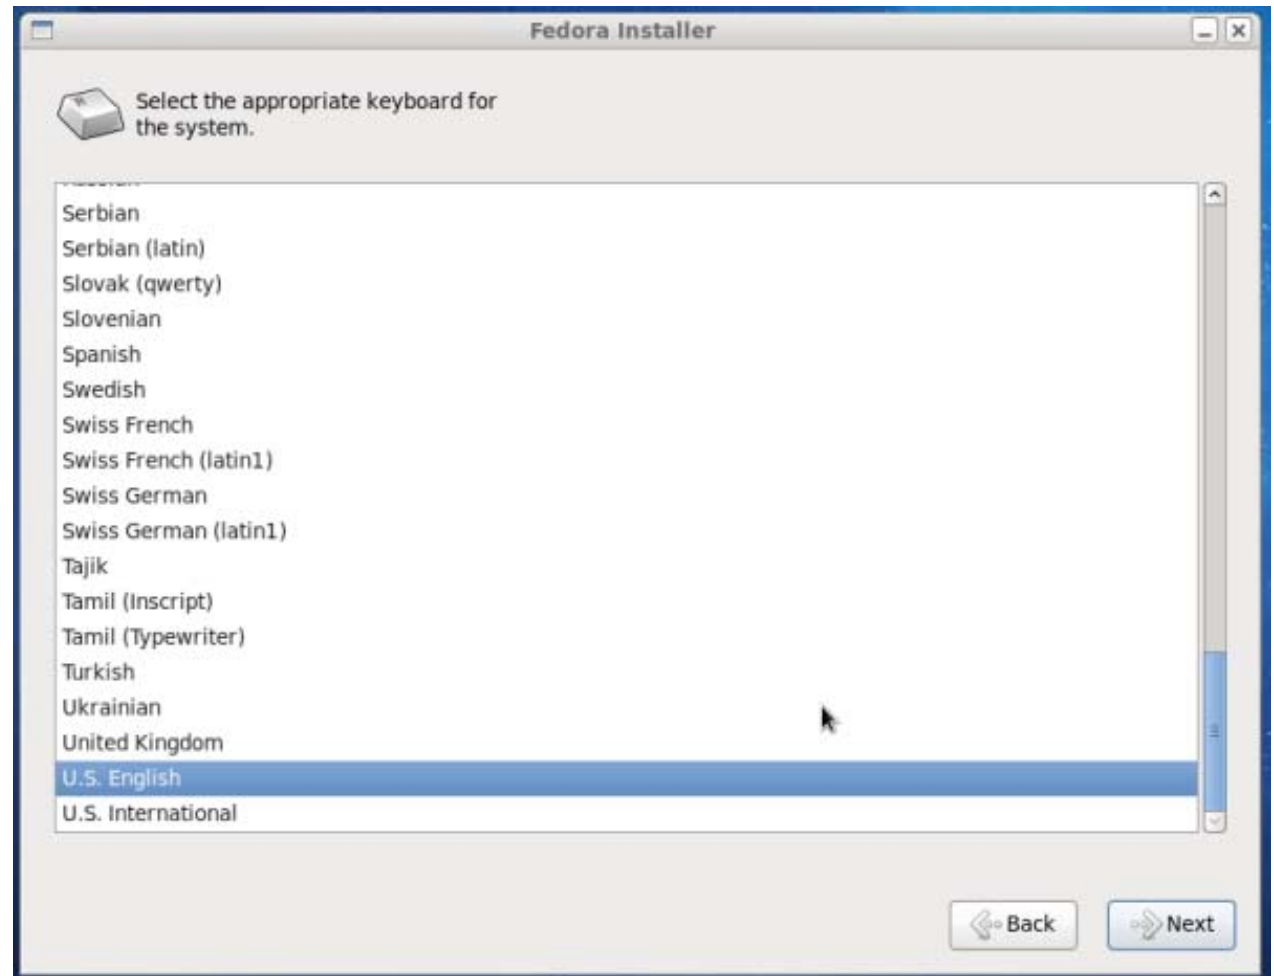 Fedora Installer
Select the appropriate keyboard for
the system.
Serbian
Serbian (latin)
Slovak (qwerty)
Slovenian
Spanish
Swedish
Swiss French
Swiss French (latin1)
Swiss German
Swiss German (latin1)
Tajik
Tamil (Inscript)
Tamil (Typewriter)
Turkish
Ukrainian
United Kingdom
U.S. English
U.S. International
Back
Next